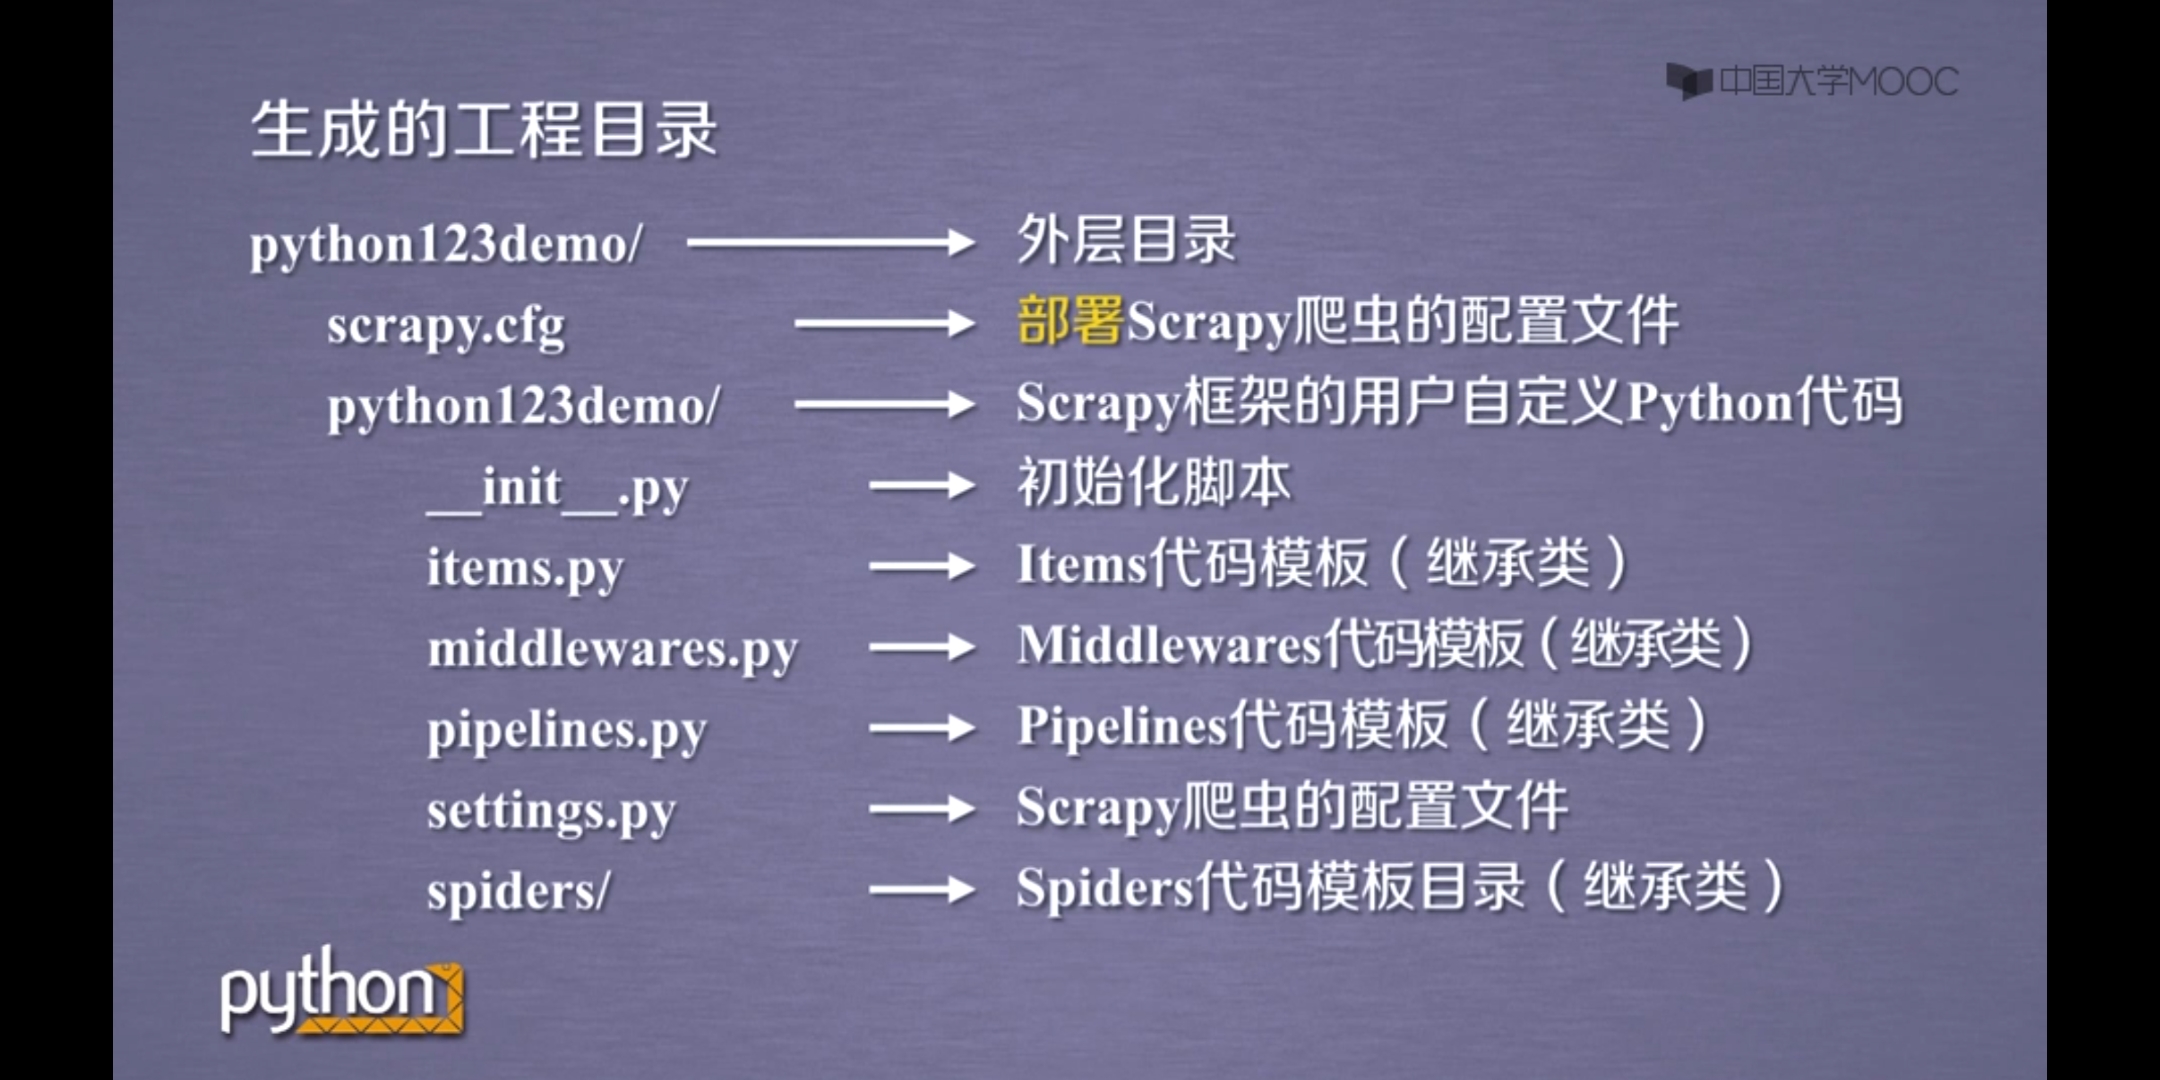 中国大学MOOC
生成的工程目录
python123demo/ 外层目录
scrapy.cfg 部署Scrapy爬虫的配置文件
python123demo/ Scrapy框架的用户自定义Python代码
__init__.py 初始化脚本
items.py Items代码模板（继承类）
middlewares.py Middlewares代码模板（继承类）
pipelines.py Pipelines代码模板（继承类）
settings.py Scrapy爬虫的配置文件
spiders/ Spiders代码模板目录（继承类）
python